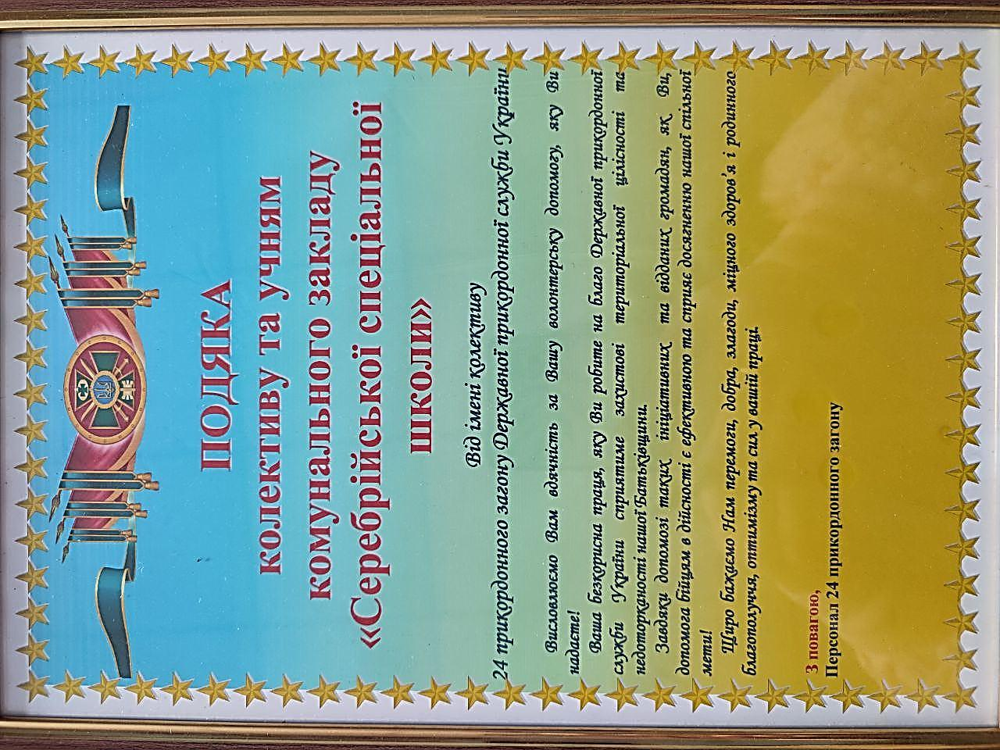 ПОДЯКА
колективу та учням
комунального закладу
«Серебрійської спеціальної
школи»
Від імені колективу
24 прикордонного загону Державної прикордонної служби України
Висловлюємо Вам вдячність за Вашу волонтерську допомогу, яку Ви
надаєте!
Ваша безкорисна праця, яку Ви робите на благо Державної прикордонної
служби України сприятиме захистові територіальної цілісності та
недоторканості нашої Батьківщини.
Завдяки допомозі таких ініціативних та відданих громадян, як Ви,
допомога бійцям в дійсності є ефективною та сприяє досягненню нашої спільної
мети!
Щиро бажаємо Нам перемоги, добра, злагоди, міцного здоров'я і родинного
благополуччя, оптимізму та сил у вашій праці.
З повагою,
Персонал 24 прикордонного загону